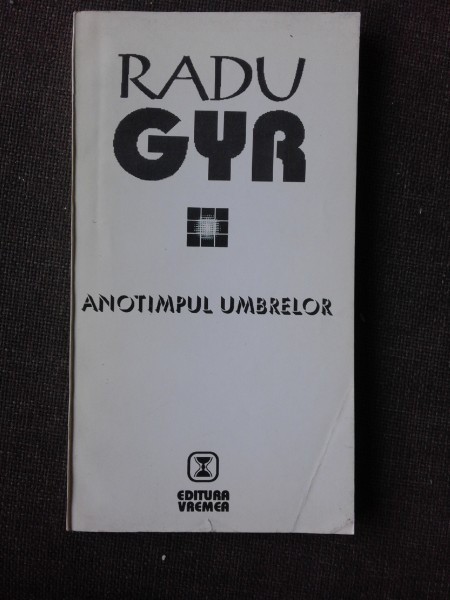 RADU
GYR
ANOTIMPUL UMBRELOR
EDITURA
VREMEA